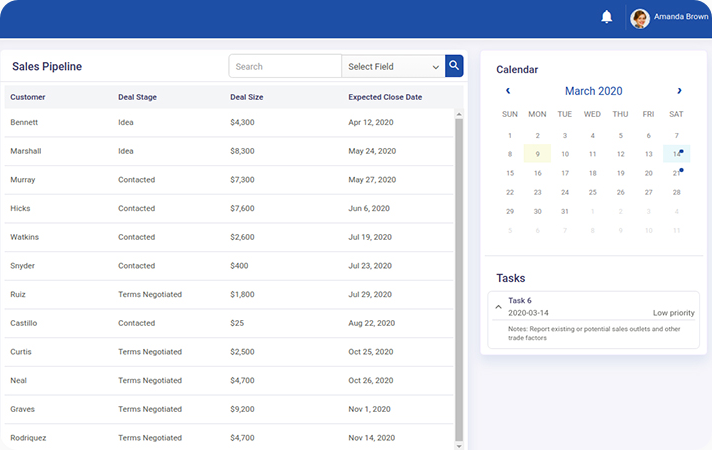 Amanda Brown
Sales Pipeline
Search
Select Field
Customer Deal Stage Deal Size Expected Close Date
Bennett Idea $4,300 Apr 12, 2020
Marshall Idea $8,300 May 24, 2020
Murray Contacted $7,300 May 27, 2020
Hicks Contacted $7,600 Jun 6, 2020
Watkins Contacted $2,600 Jul 19, 2020
Snyder Contacted $400 Jul 23, 2020
Ruiz Terms Negotiated $1,800 Jul 29, 2020
Castillo Contacted $25 Aug 22, 2020
Curtis Terms Negotiated $2,500 Oct 25, 2020
Neal Terms Negotiated $4,700 Oct 26, 2020
Graves Terms Negotiated $9,200 Nov 1, 2020
Rodriquez Terms Negotiated $4,700 Nov 14, 2020
Calendar
March 2020
SUN MON TUE WED THU FRI SAT
1 2 3 4 5 6 7
8 9 10 11 12 13 14
15 16 17 18 19 20 21
22 23 24 25 26 27 28
29 30 31 1 2 3 4
5 6 7 8 9 10 11
Tasks
Task 6
2020-03-14 Low priority
Notes: Report existing or potential sales outlets and other
trade factors